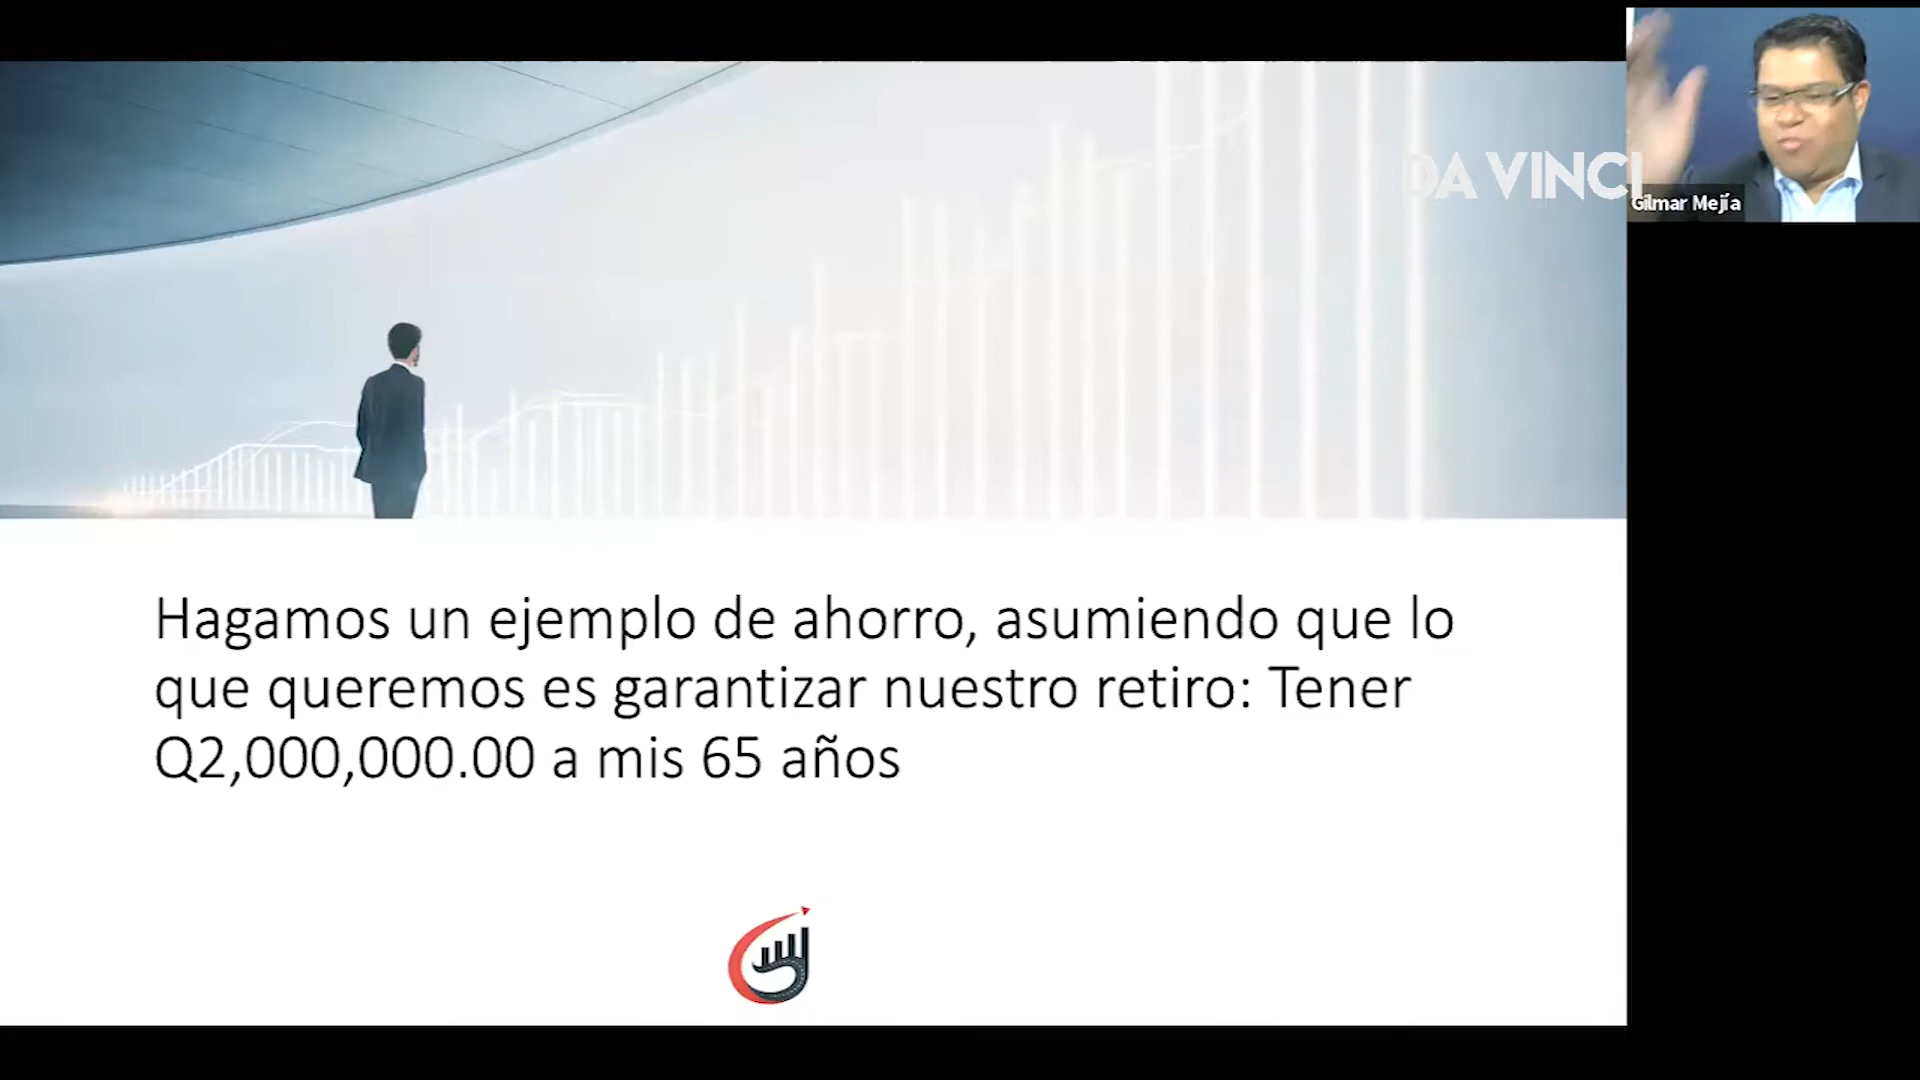 DA VINCI
Gilmar Mejía
Hagamos un ejemplo de ahorro, asumiendo que lo
que queremos es garantizar nuestro retiro: Tener
Q2,000,000.00 a mis 65 años